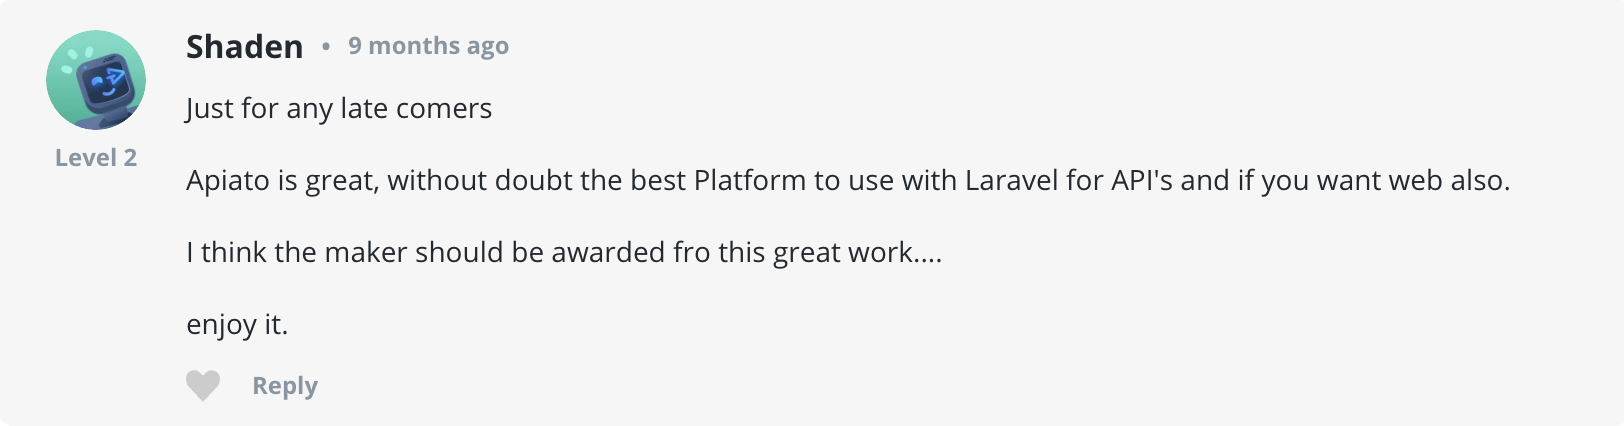 Shaden • 9 months ago
Level 2
Just for any late comers
Apiato is great, without doubt the best Platform to use with Laravel for API's and if you want web also.
I think the maker should be awarded fro this great work....
enjoy it.
Reply